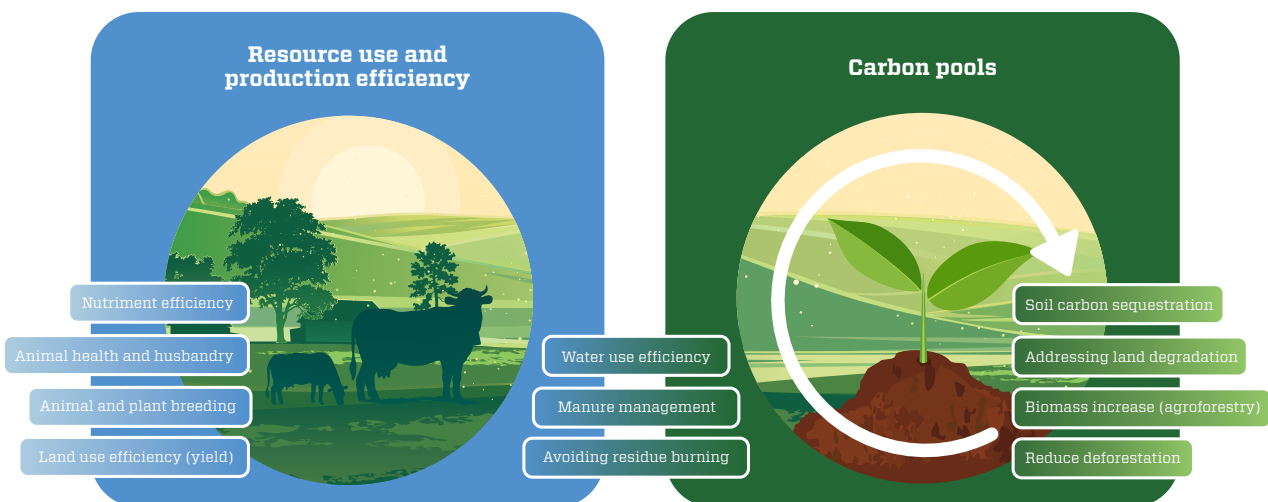 Resource use and
production efficiency
Nutriment efficiency
Animal health and husbandry
Animal and plant breeding
Land use efficiency (yield)
Water use efficiency
Manure management
Avoiding residue burning
Carbon pools
Soil carbon sequestration
Addressing land degradation
Biomass increase (agroforestry)
Reduce deforestation